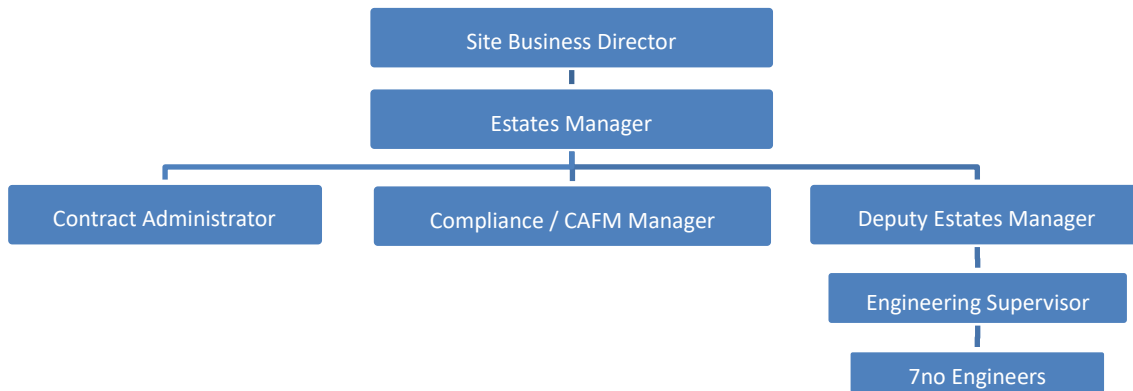 Site Business Director
Estates Manager
Contract Administrator
Compliance / CAFM Manager
Deputy Estates Manager
Engineering Supervisor
7no Engineers